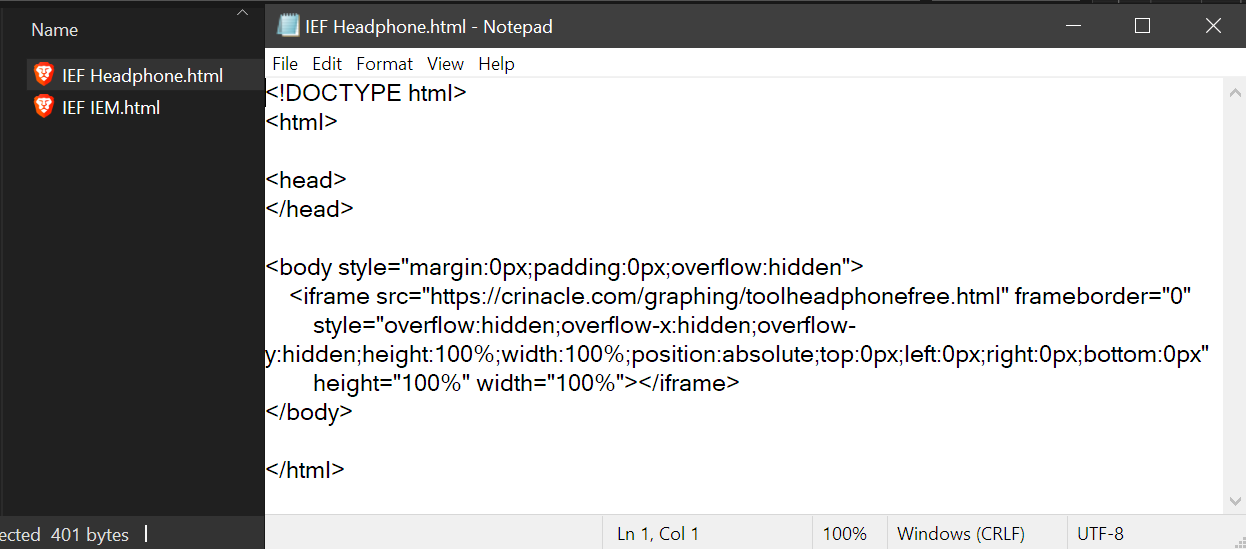 Name
IEF Headphone.html
IEF IEM.html
ected 401 bytes
IEF Headphone.html - Notepad
File Edit Format View Help
<!DOCTYPE html>
<html>
<head>
</head>
<body style="margin:0px;padding:0px;overflow:hidden">
<iframe src="https://crinacle.com/graphing/toolheadphonefree.html" frameborder="0"
style="overflow:hidden;overflow-x:hidden;overflow-
y:hidden;height:100%;width:100%;position:absolute;top:0px;left:0px;right:0px;bottom:0px"
height="100%" width="100%"></iframe>
</body>
</html>
Ln 1, Col 1 100% Windows (CRLF) UTF-8